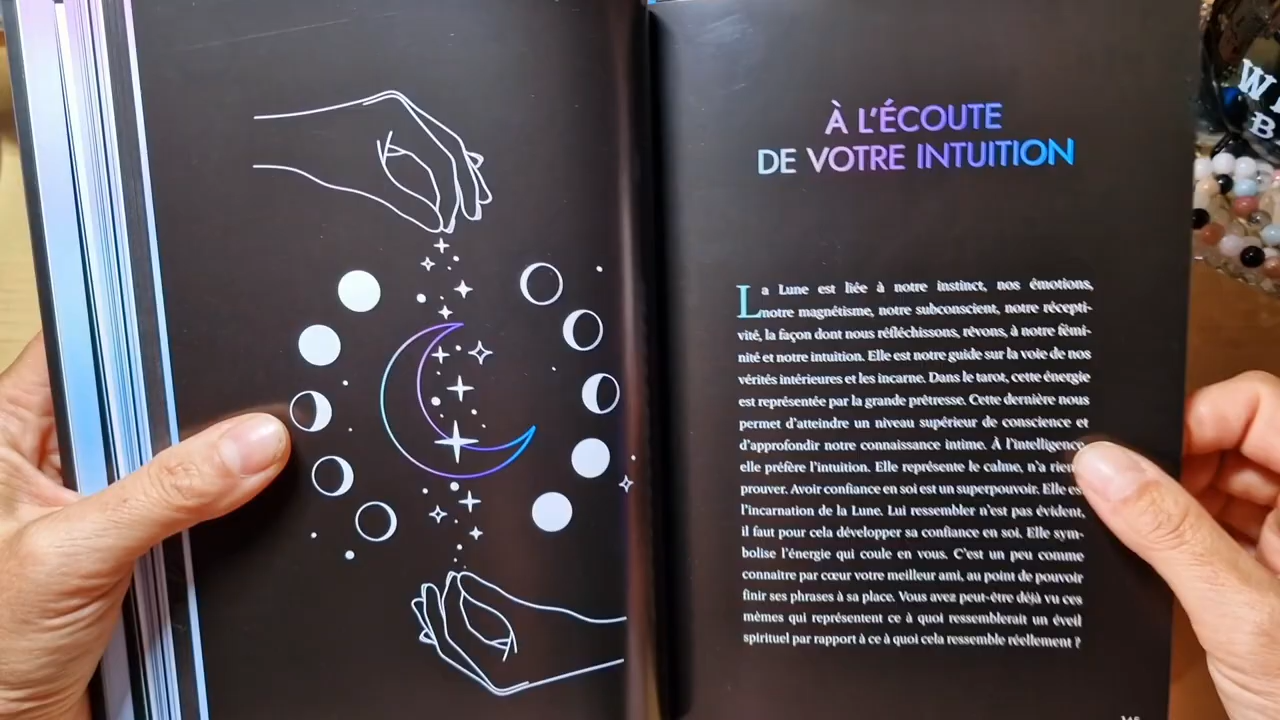 À L'ÉCOUTE
DE VOTRE INTUITION
La Lune est liée à notre instinct, nos émotions,
notre magnétisme, notre subconscient, notre récepti-
vité, la façon dont nous réfléchissons, rêvons, à notre fémi-
nité et notre intuition. Elle est notre guide sur la voie de nos
vérités intérieures et les incarne. Dans le tarot, cette énergie
est représentée par la grande prêtresse. Cette dernière nous
permet d'atteindre un niveau supérieur de conscience et
d'approfondir notre connaissance intime. À l'intelligence
elle préfère l'intuition. Elle représente le calme, n'a rien
prouver. Avoir confiance en soi est un superpouvoir. Elle
l'incarnation de la Lune. Lui ressembler n'est pas évident,
il faut pour cela développer sa confiance en soi. Elle sym-
bolise l'énergie qui coule en vous. C'est un peu comme
connaître par cœur votre meilleur ami, au point de pouvoir
finir ses phrases à sa place. Vous avez peut-être déjà vu ces
mèmes qui représentent ce à quoi ressemblerait un éveil
spirituel par rapport à ce à quoi cela ressemble réellement ?
W
B